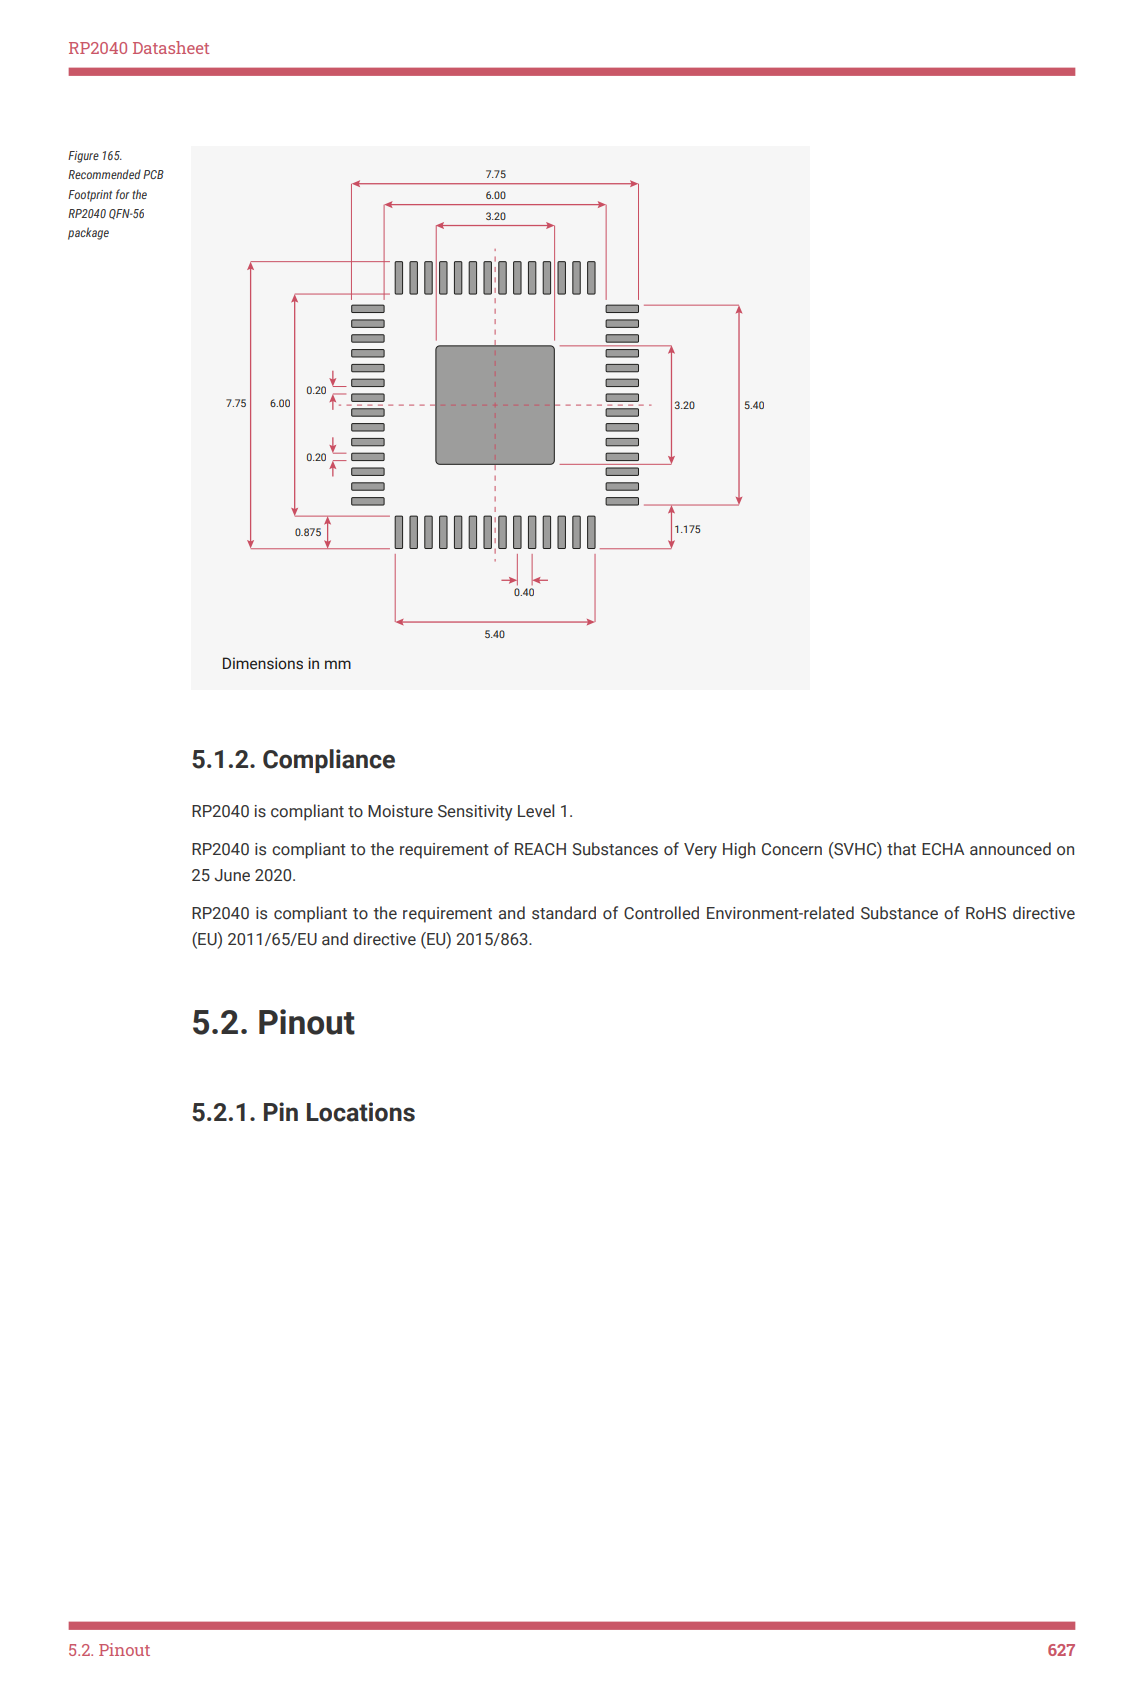 RP2040 Datasheet
Figure 165.
Recommended PCB
Footprint for the
RP2040 QFN-56
package
7.75
6.00
3.20
0.20
7.75
6.00
3.20
5.40
0.20
0.875
1.175
0.40
5.40
Dimensions in mm
5.1.2. Compliance
RP2040 is compliant to Moisture Sensitivity Level 1.
RP2040 is compliant to the requirement of REACH Substances of Very High Concern (SVHC) that ECHA announced on
25 June 2020.
RP2040 is compliant to the requirement and standard of Controlled Environment-related Substance of RoHS directive
(EU) 2011/65/EU and directive (EU) 2015/863.
5.2. Pinout
5.2.1. Pin Locations
5.2. Pinout
627